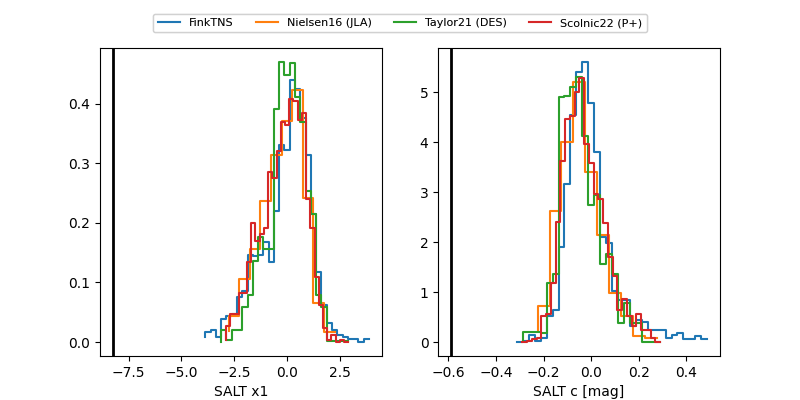 FinkTNS Nielsen16 (JLA) Taylor21 (DES) Scolnic22 (P+)
0.4
0.3
0.2
0.1
0.0
−7.5 −5.0 −2.5 0.0 2.5
SALT x1
5
4
3
2
1
0
−0.6 −0.4 −0.2 0.0 0.2 0.4
SALT c [mag]